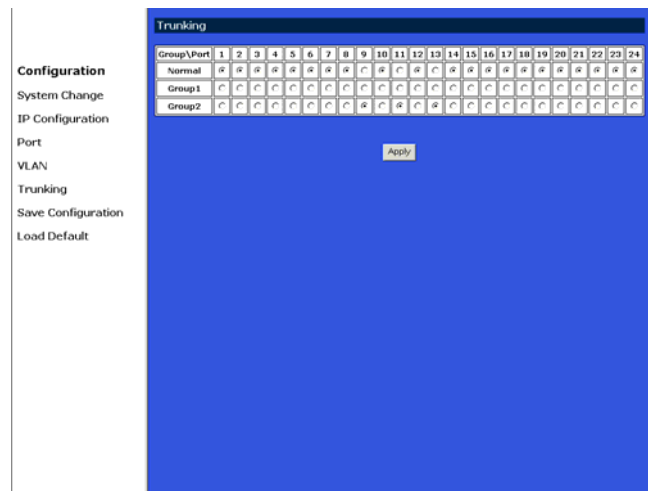 Trunking
Group\Port 1 2 3 4 5 6 7 8 9 10 11 12 13 14 15 16 17 18 19 20 21 22 23 24
Normal
Group1
Group2
Apply
Configuration
System Change
IP Configuration
Port
VLAN
Trunking
Save Configuration
Load Default